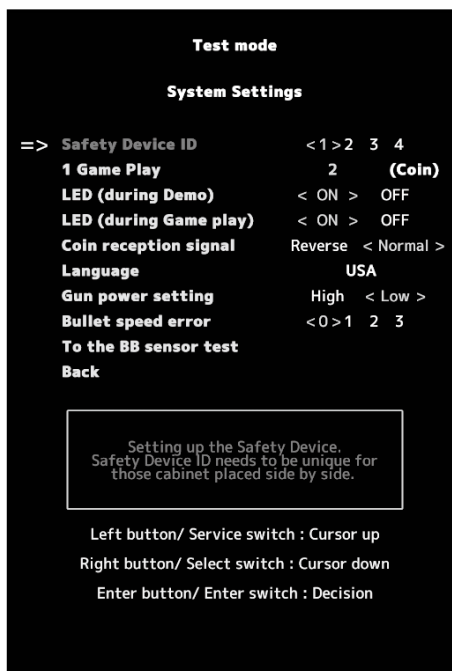 Test mode
System Settings
=> Safety Device ID <1>2 3 4
1 Game Play 2 (Coin)
LED (during Demo) < ON > OFF
LED (during Game play) < ON > OFF
Coin reception signal Reverse < Normal >
Language USA
Gun power setting High < Low >
Bullet speed error <0>1 2 3
To the BB sensor test
Back
Setting up the Safety Device.
Safety Device ID needs to be unique for
those cabinet placed side by side.
Left button/ Service switch : Cursor up
Right button/ Select switch : Cursor down
Enter button/ Enter switch : Decision